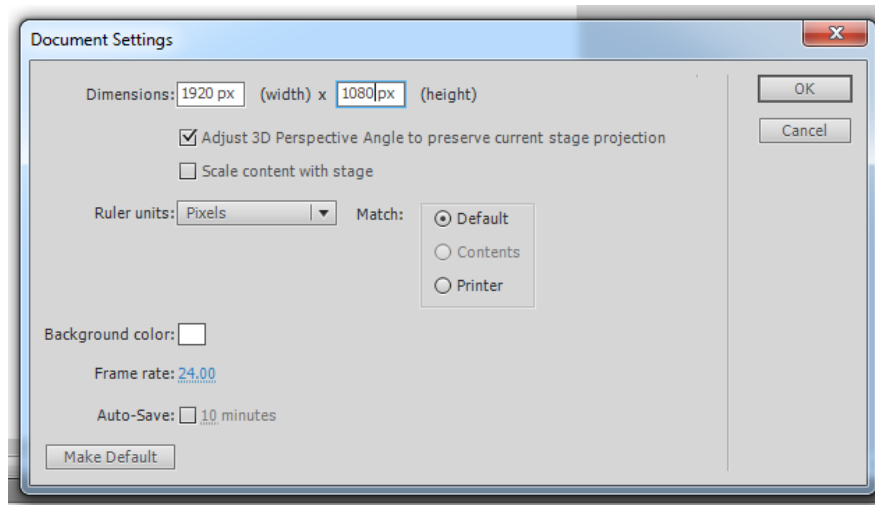 Document Settings
Dimensions: 1920 px (width) x 1080 px (height)
OK
Cancel
Adjust 3D Perspective Angle to preserve current stage projection
Scale content with stage
Ruler units: Pixels Match: Default
Contents
Printer
Background color:
Frame rate: 24.00
Auto-Save: 10 minutes
Make Default